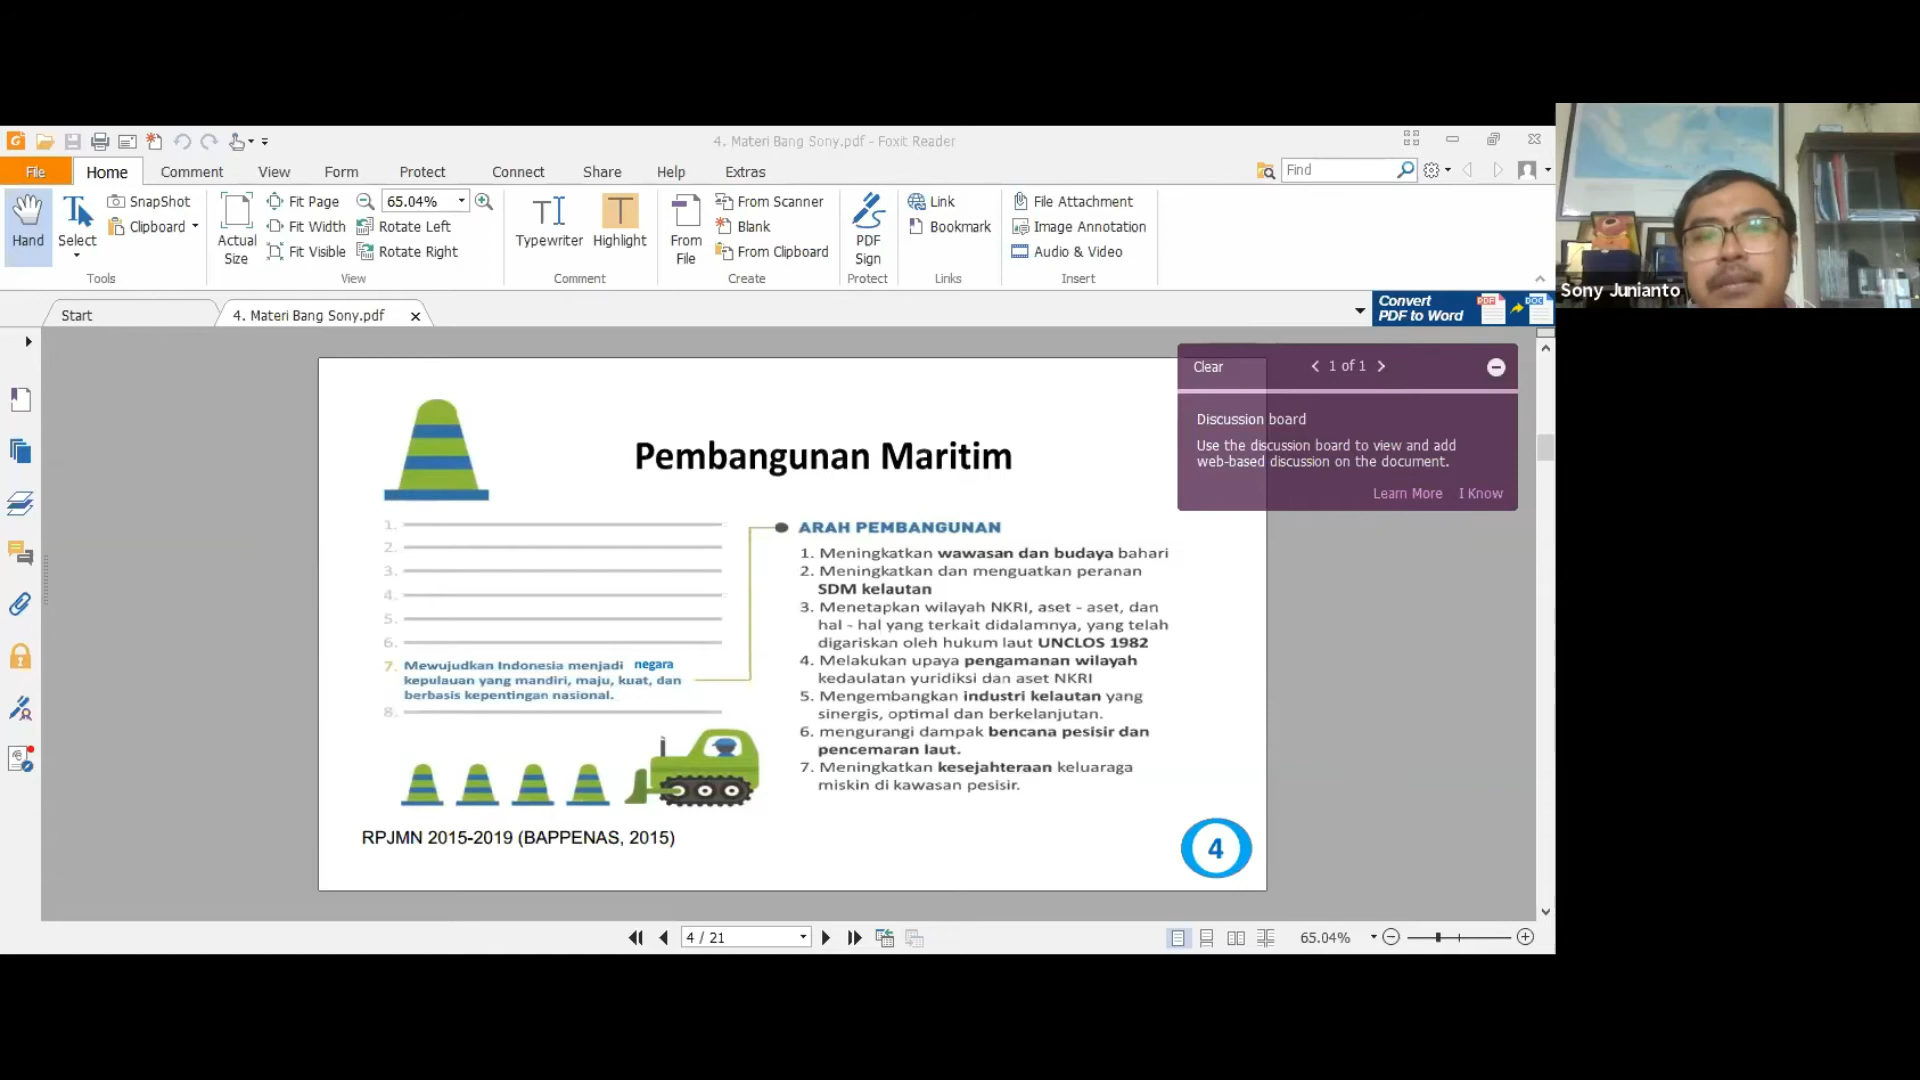 4. Materi Bang Sony.pdf - Foxit Reader
File Home Comment View Form Protect Connect Share Help Extras
Find
Hand
Select
SnapShot
Clipboard
Tools
Actual Size
Fit Page
Fit Width
Fit Visible
65.04%
Rotate Left
Rotate Right
View
Typewriter
Highlight
Comment
From File
From Scanner
Blank
From Clipboard
Create
PDF Sign
Protect
Link
Bookmark
Links
File Attachment
Image Annotation
Audio & Video
Insert
Start
4. Materi Bang Sony.pdf
Convert
PDF to Word
PDF
DOC
Sony Junianto
Clear
1 of 1
Discussion board
Use the discussion board to view and add
web-based discussion on the document.
Learn More I Know
Pembangunan Maritim
1.
2.
3.
4.
5.
6.
7. Mewujudkan Indonesia menjadi negara
kepulauan yang mandiri, maju, kuat, dan
berbasis kepentingan nasional.
8.
ARAH PEMBANGUNAN
1. Meningkatkan wawasan dan budaya bahari
2. Meningkatkan dan menguatkan peranan
SDM kelautan
3. Menetapkan wilayah NKRI, aset - aset, dan
hal - hal yang terkait didalamnya, yang telah
digariskan oleh hukum laut UNCLOS 1982
4. Melakukan upaya pengamanan wilayah
kedaulatan yuridiksi dan aset NKRI
5. Mengembangkan industri kelautan yang
sinergis, optimal dan berkelanjutan.
6. mengurangi dampak bencana pesisir dan
pencemaran laut.
7. Meningkatkan kesejahteraan keluaraga
miskin di kawasan pesisir.
RPJMN 2015-2019 (BAPPENAS, 2015)
4
4 / 21
65.04%